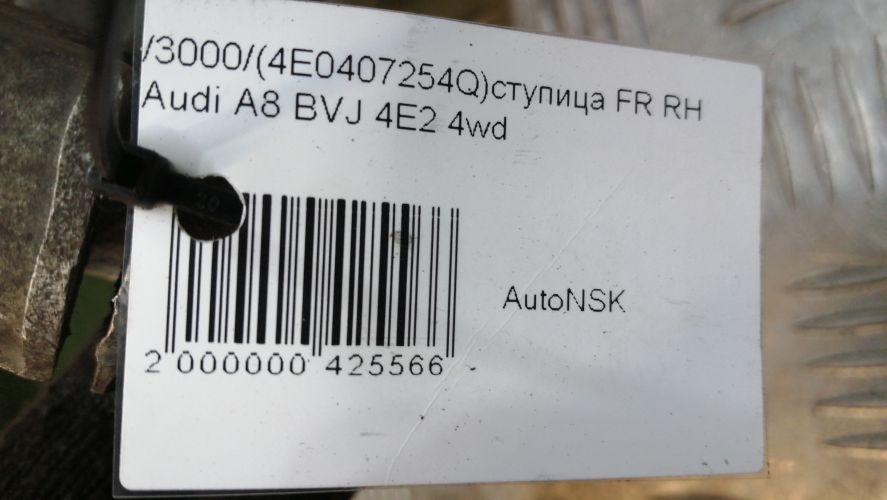 /3000/(4E0407254Q)ступица FR RH
Audi A8 BVJ 4E2 4wd
AutoNSK
2 000000 425566